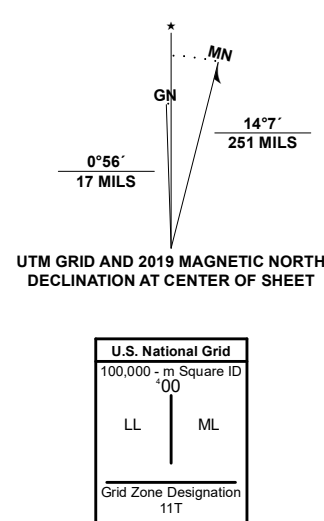 ★
MN
GN
14°7´
251 MILS
0°56´
17 MILS
UTM GRID AND 2019 MAGNETIC NORTH
DECLINATION AT CENTER OF SHEET
U.S. National Grid
100,000 - m Square ID
⁴00
LL ML
Grid Zone Designation
11T